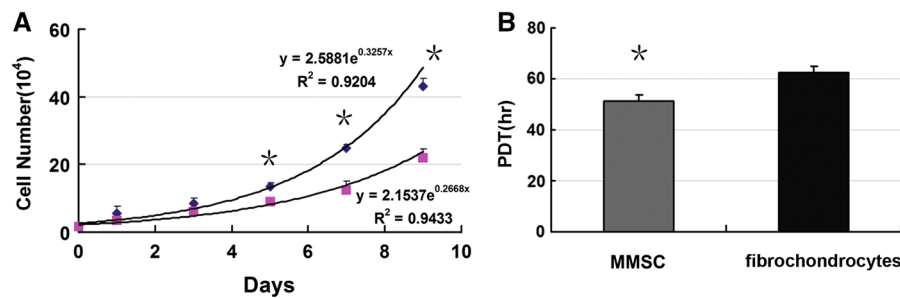 A
Cell Number(10⁴)
60
40
20
0
0 2 4 6 8 10
Days
y = 2.5881e^0.3257x
R² = 0.9204
*
*
*
y = 2.1537e^0.2668x
R² = 0.9433
B
PDT(hr)
80
60
40
20
0
*
MMSC fibrochondrocytes